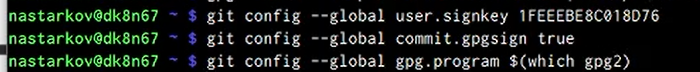 nastarkov@dk8n67 ~ $ git config --global user.signkey 1FEEEBE8C018D76
nastarkov@dk8n67 ~ $ git config --global commit.gpgsign true
nastarkov@dk8n67 ~ $ git config --global gpg.program $(which gpg2)